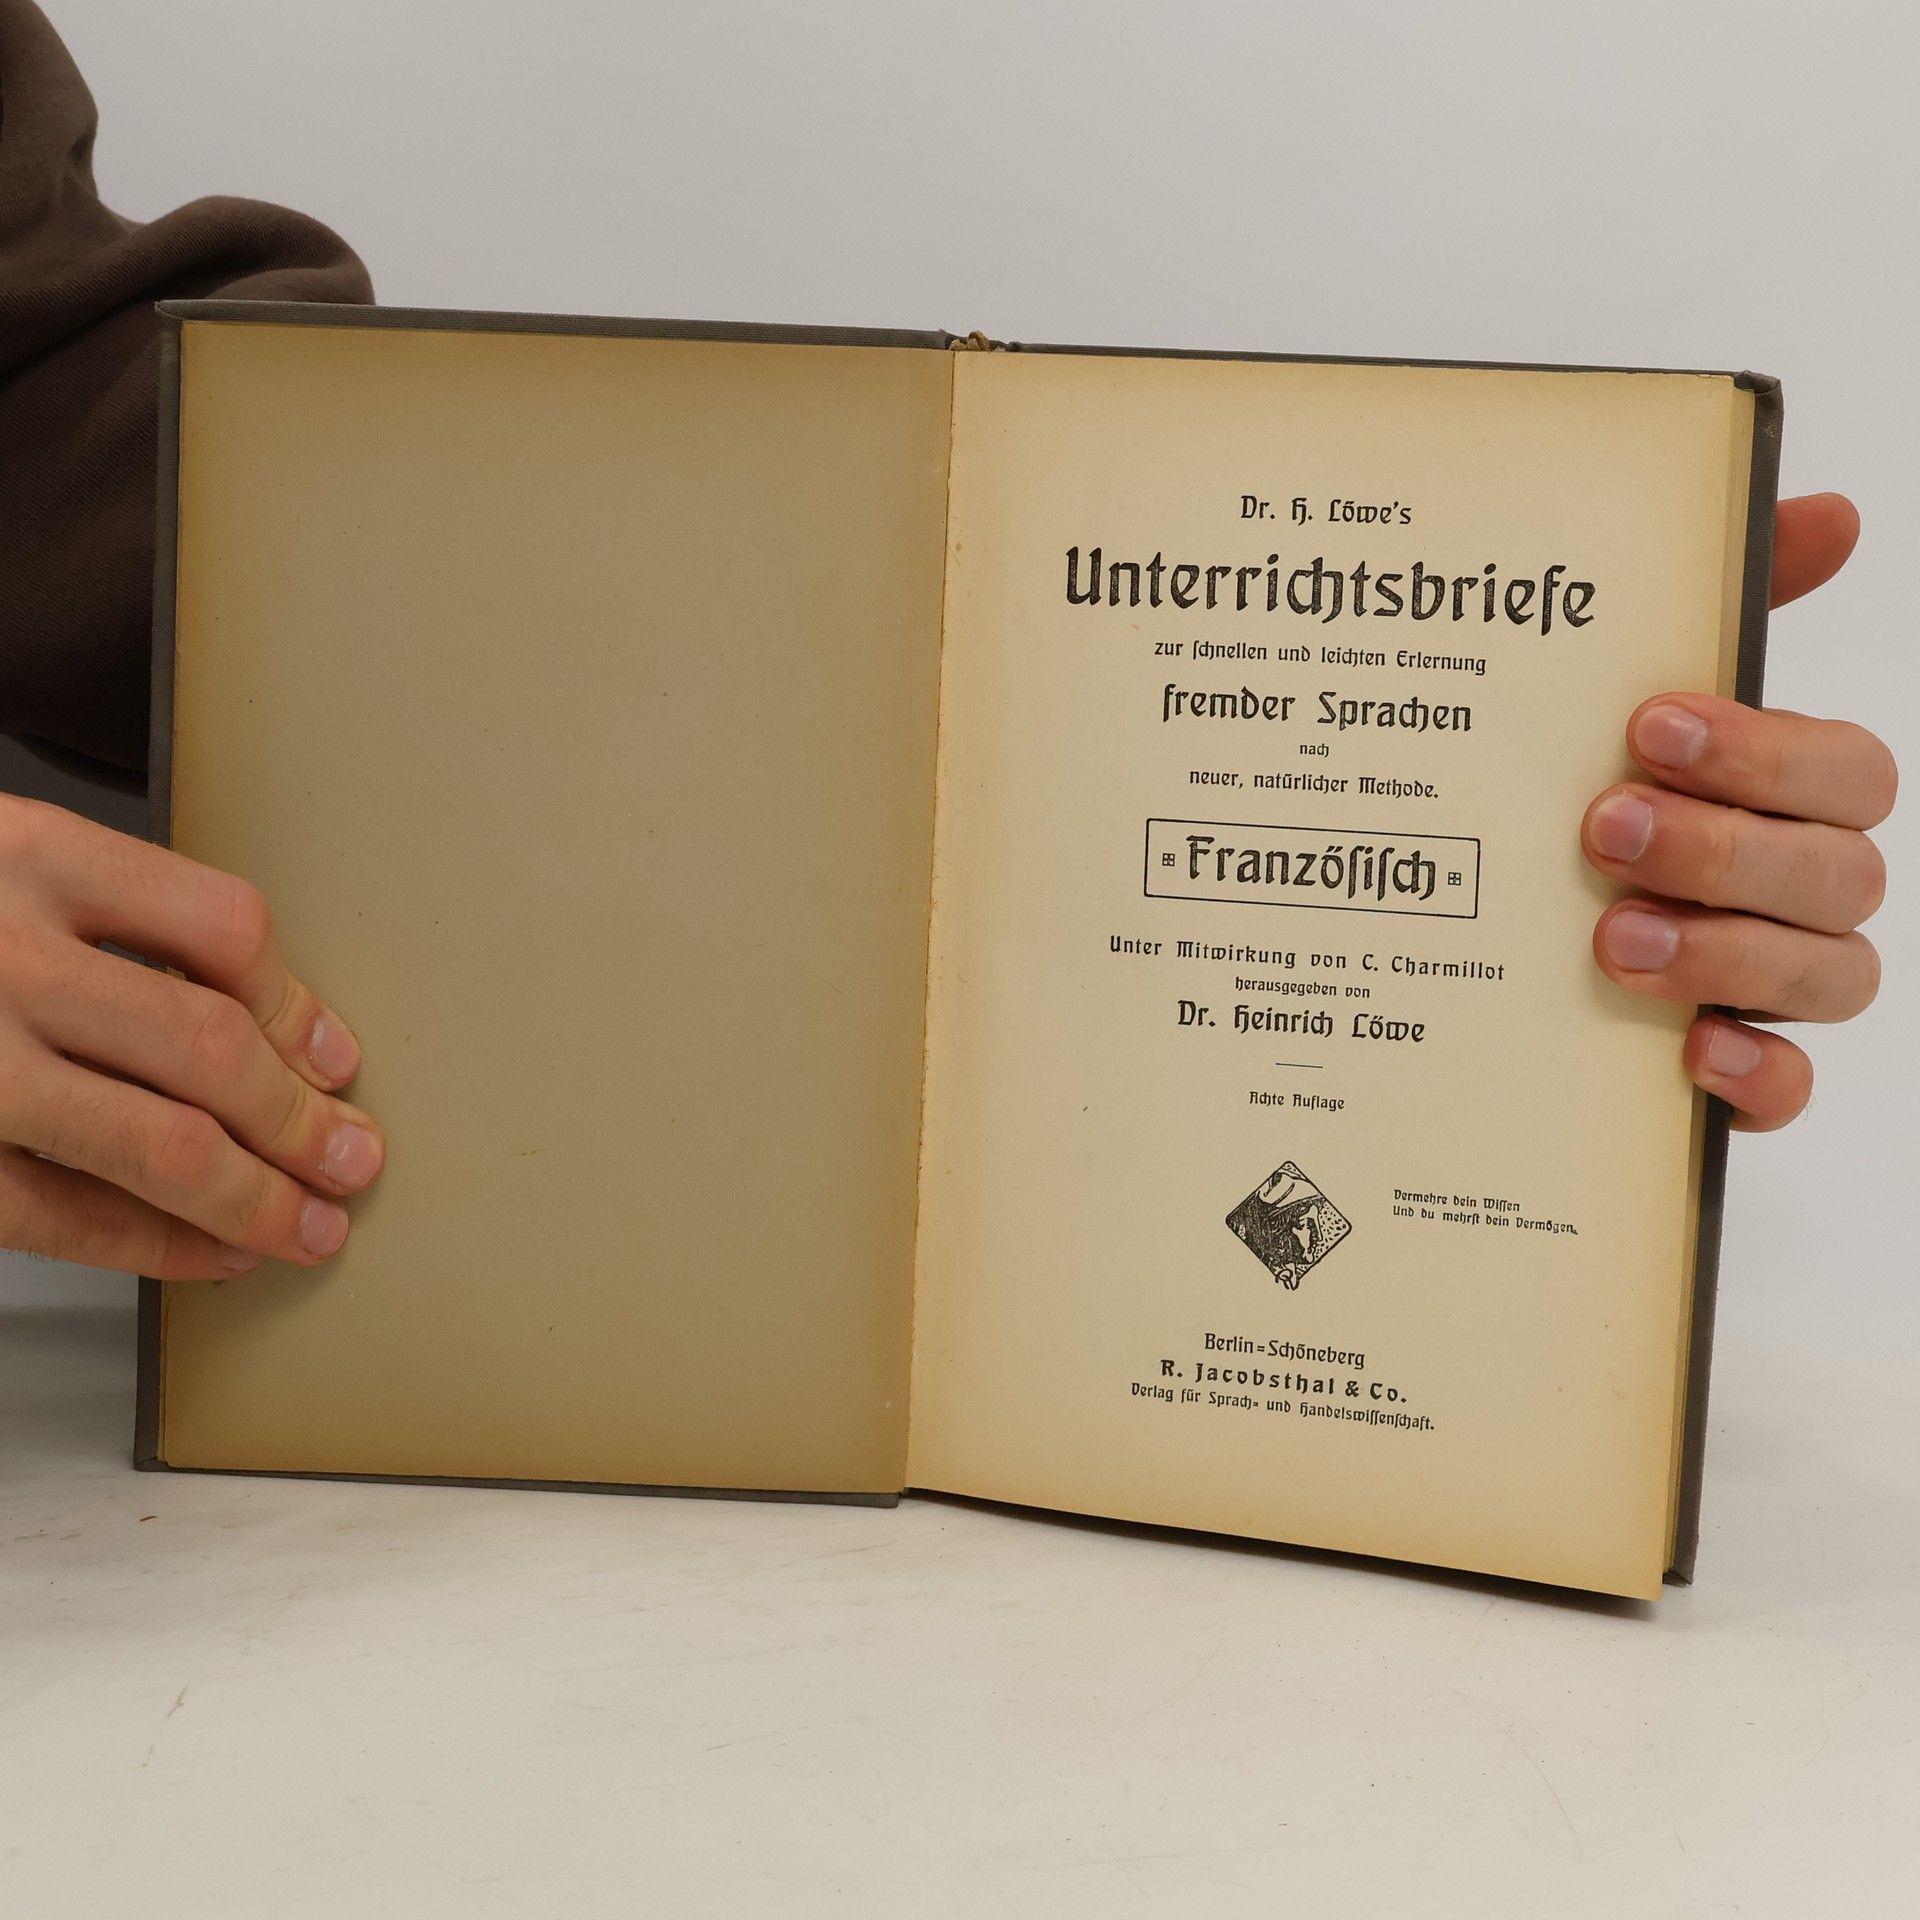 Dr. H. Löwe's
Unterrichtsbriefe
zur ſchnellen und leichten Erlernung
fremder Sprachen
nach
neuer, natürlicher Methode.
Franzöſiſch
Unter Mitwirkung von C. Charmillot
herausgegeben von
Dr. Heinrich Löwe
Achte Auflage
Vermehre dein Wiſſen
Und du mehrſt dein Vermögen.
Berlin=Schöneberg
R. Jacobsthal & Co.
Verlag für Sprach= und Handelswiſſenſchaft.